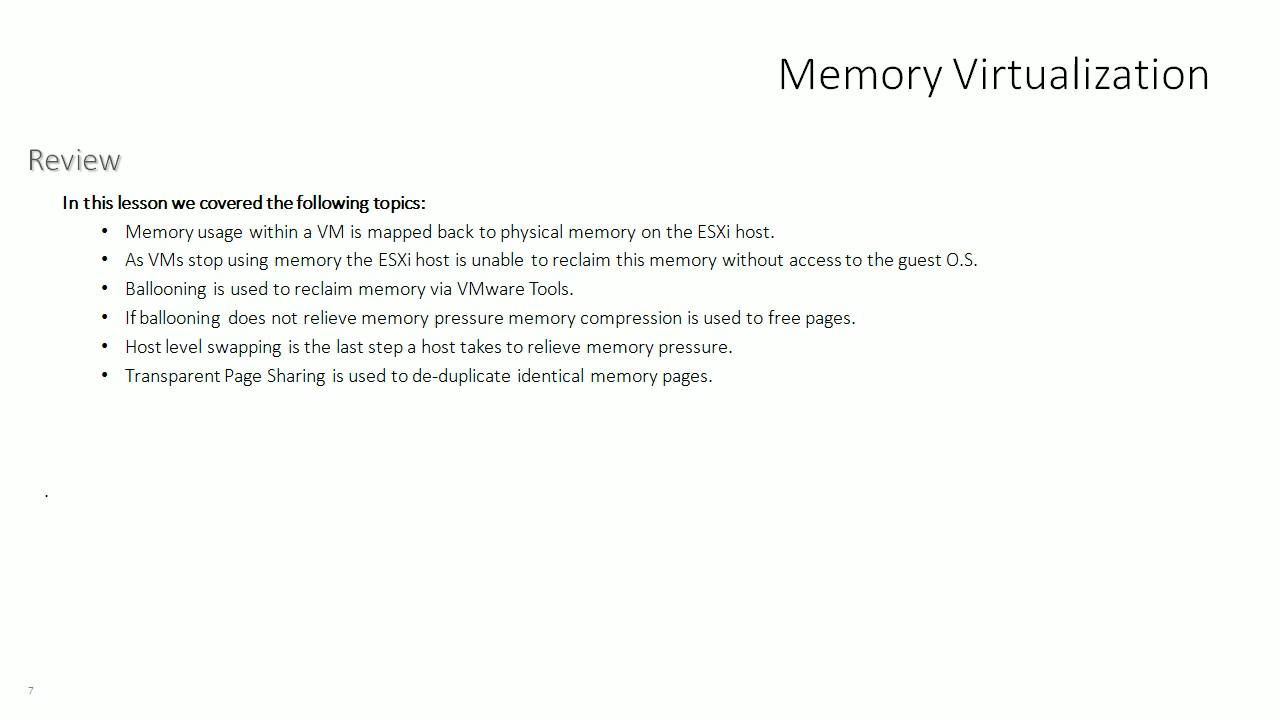 Memory Virtualization
Review
In this lesson we covered the following topics:
• Memory usage within a VM is mapped back to physical memory on the ESXi host.
• As VMs stop using memory the ESXi host is unable to reclaim this memory without access to the guest O.S.
• Ballooning is used to reclaim memory via VMware Tools.
• If ballooning does not relieve memory pressure memory compression is used to free pages.
• Host level swapping is the last step a host takes to relieve memory pressure.
• Transparent Page Sharing is used to de-duplicate identical memory pages.
.
7